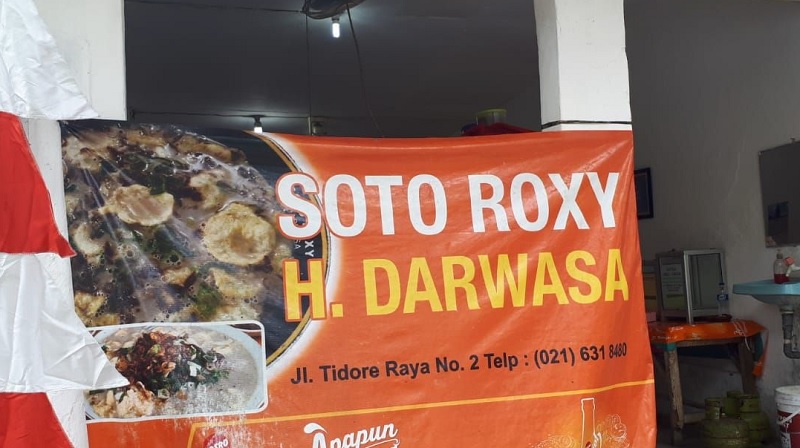 SOTO ROXY
H. DARWASA
Jl. Tidore Raya No. 2 Telp : (021) 631 8480
Apapun